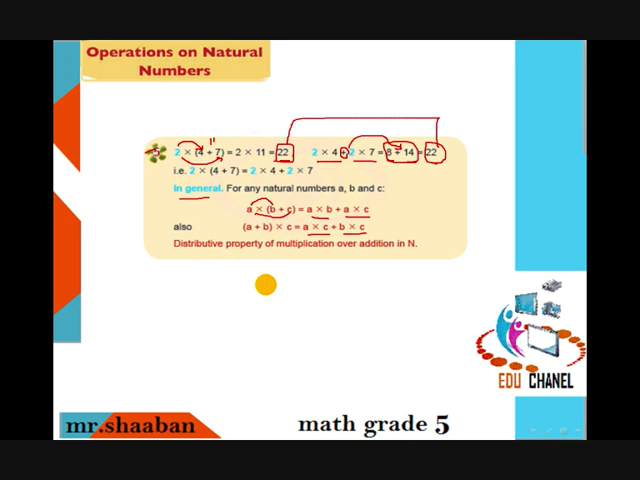 Operations on Natural
Numbers
11
5 2 × (4 + 7) = 2 × 11 = 22 2 × 4 + 2 × 7 = 8 + 14 = 22
i.e. 2 × (4 + 7) = 2 × 4 + 2 × 7
In general. For any natural numbers a, b and c:
a × (b + c) = a × b + a × c
also (a + b) × c = a × c + b × c
Distributive property of multiplication over addition in N.
EDU CHANEL
mr.shaaban math grade 5